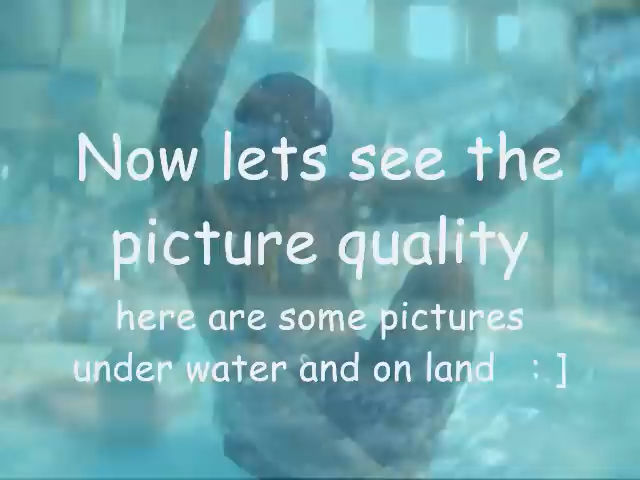 Now lets see the
picture quality
here are some pictures
under water and on land : ]